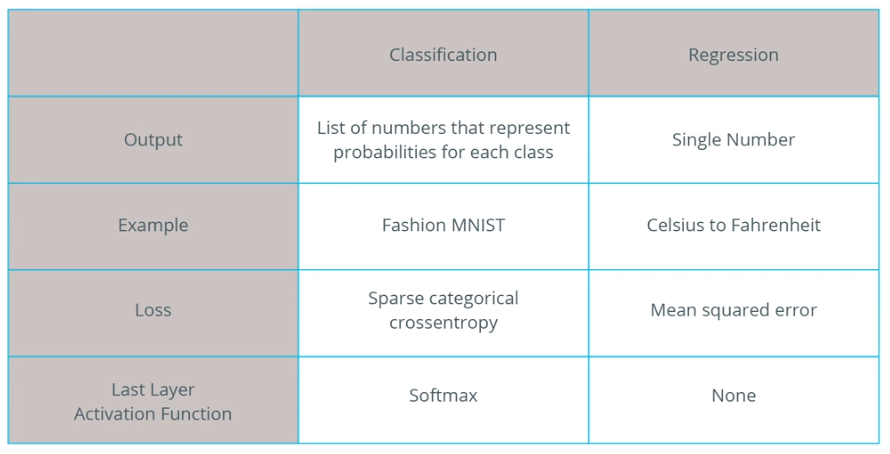 Classification
Regression
Output
List of numbers that represent
probabilities for each class
Single Number
Example
Fashion MNIST
Celsius to Fahrenheit
Loss
Sparse categorical
crossentropy
Mean squared error
Last Layer
Activation Function
Softmax
None